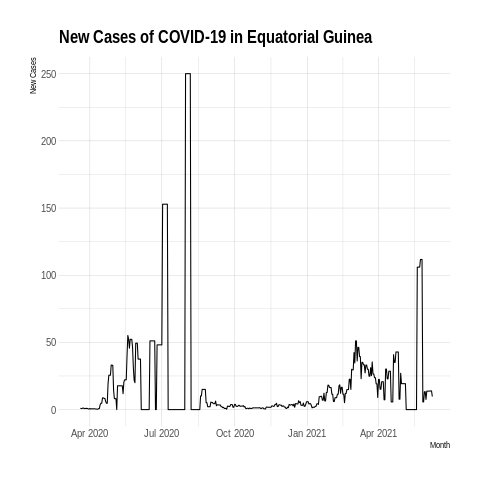 New Cases of COVID-19 in Equatorial Guinea
New Cases
250
200
150
100
50
0
Apr 2020 Jul 2020 Oct 2020 Jan 2021 Apr 2021
Month